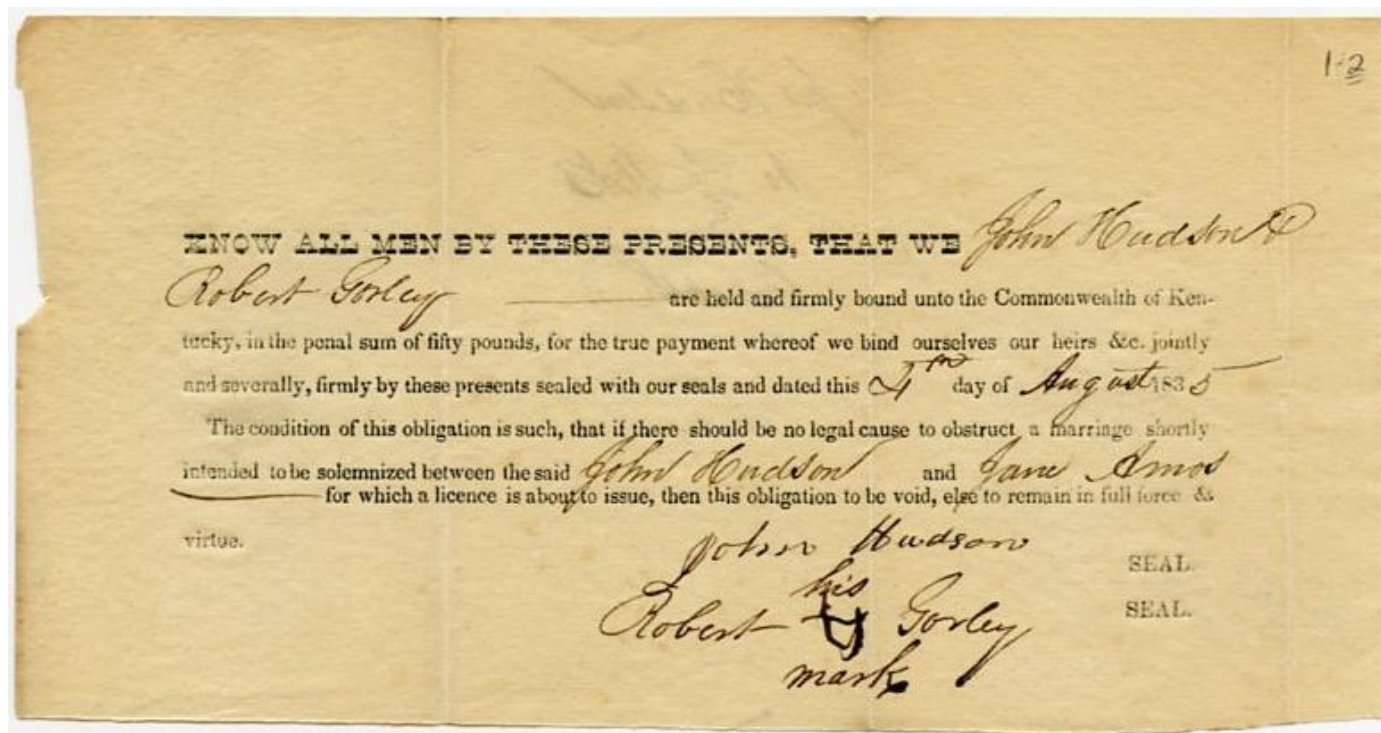 1-2
KNOW ALL MEN BY THESE PRESENTS, THAT WE John Hudson &
Robert Gorley are held and firmly bound unto the Commonwealth of Ken-
tucky, in the penal sum of fifty pounds, for the true payment whereof we bind ourselves our heirs &c. jointly
and severally, firmly by these presents sealed with our seals and dated this 4th day of August 1835
The condition of this obligation is such, that if there should be no legal cause to obstruct a marriage shortly
intended to be solemnized between the said John Hudson and Jane Amos
for which a licence is about to issue, then this obligation to be void, else to remain in full force &
virtue.
John Hudson SEAL.
his
Robert Gorley SEAL.
mark